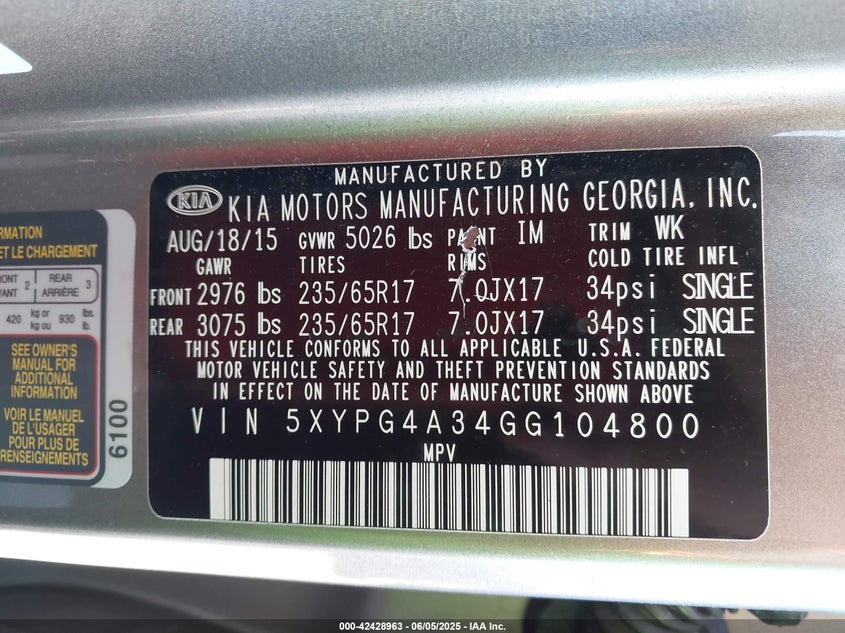 MANUFACTURED BY
KIA KIA MOTORS MANUFACTURING GEORGIA, INC.
AUG/18/15 GVWR 5026 lbs PAINT IM TRIM WK
GAWR TIRES RIMS COLD TIRE INFL
FRONT 2976 lbs 235/65R17 7.0JX17 34psi SINGLE
REAR 3075 lbs 235/65R17 7.0JX17 34psi SINGLE
THIS VEHICLE CONFORMS TO ALL APPLICABLE U.S.A. FEDERAL
MOTOR VEHICLE SAFETY AND THEFT PREVENTION STANDARDS
IN EFFECT ON THE DATE OF MANUFACTURE SHOWN ABOVE
VIN 5XYPG4A34GG104800
MPV
ET LE CHARGEMENT
2 REAR 3
ARRIÈRE
420 kg or 930 lbs.
kg ou lb.
SEE OWNER'S
MANUAL FOR
ADDITIONAL
INFORMATION
VOIR LE MANUEL
DE L'USAGER
POUR PLUS DE
RENSEIGNEMENTS
6100
000-42428963 - 06/05/2025 - IAA Inc.